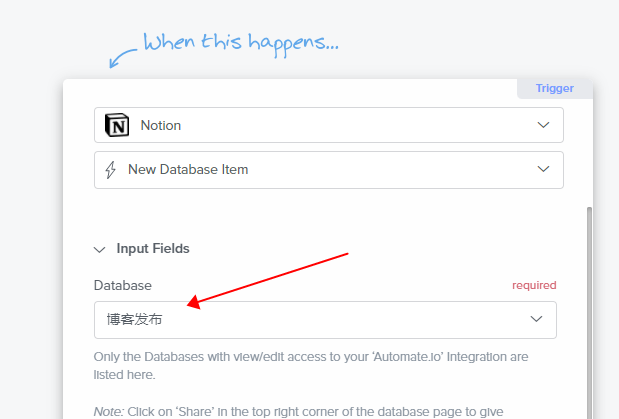 When this happens...
Trigger
Notion
New Database Item
Input Fields
Database required
博客发布
Only the Databases with view/edit access to your ‘Automate.io’ Integration are
listed here.
Note: Click on ‘Share’ in the top right corner of the database page to give